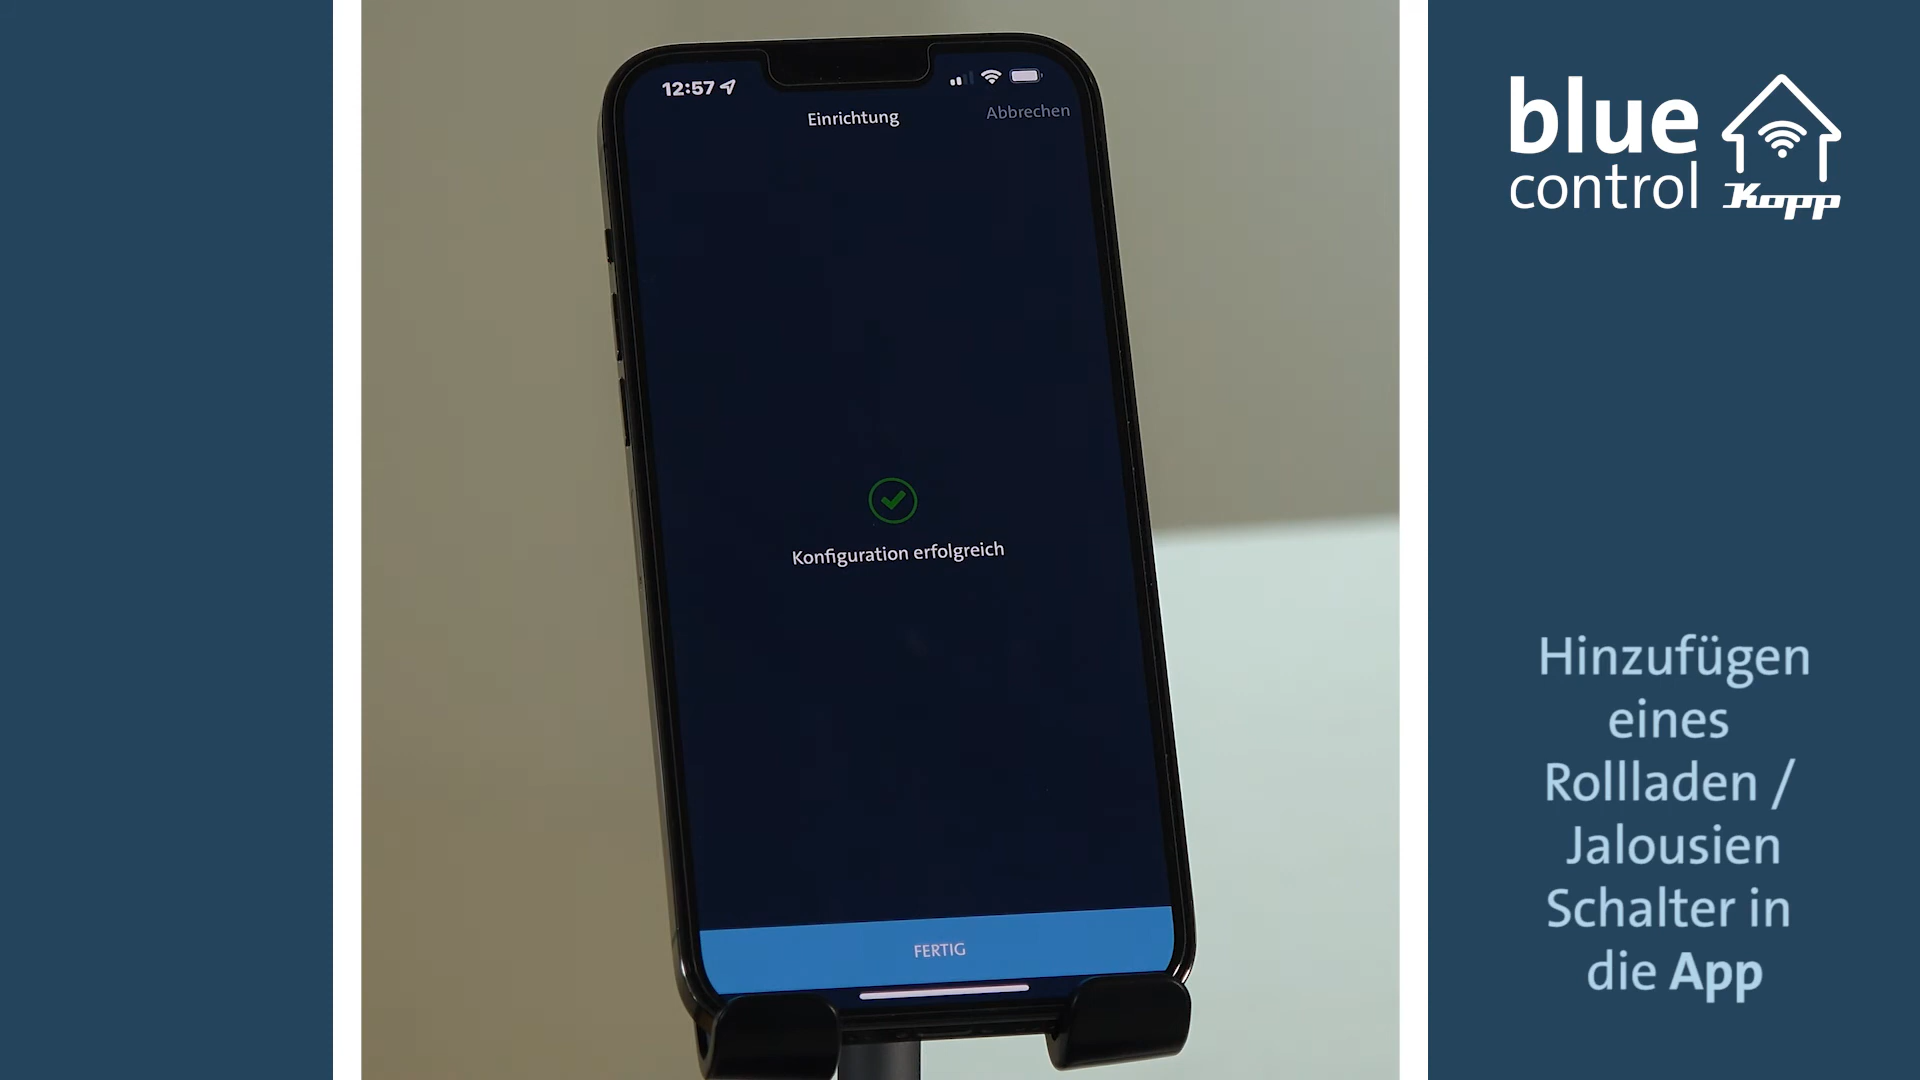 12:57
Einrichtung
Abbrechen
Konfiguration erfolgreich
FERTIG
blue
control
Kopp
Hinzufügen
eines
Rollladen /
Jalousien
Schalter in
die App